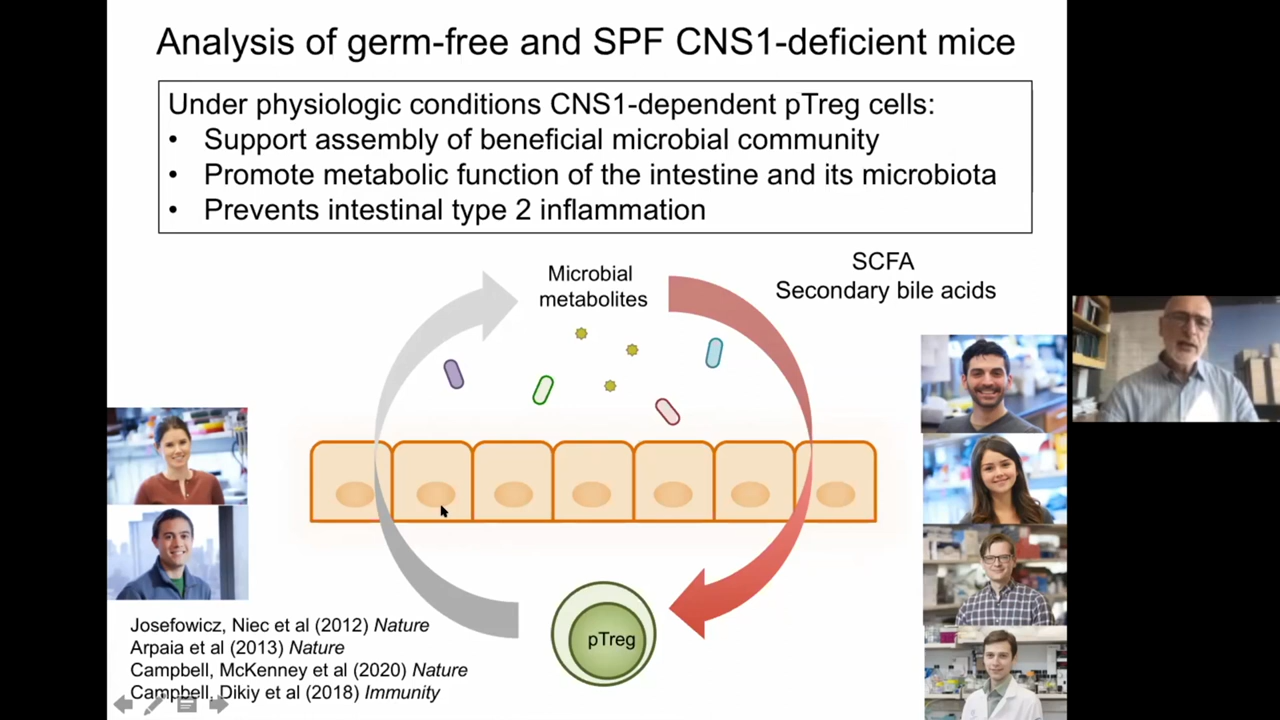 Analysis of germ-free and SPF CNS1-deficient mice
Under physiologic conditions CNS1-dependent pTreg cells:
• Support assembly of beneficial microbial community
• Promote metabolic function of the intestine and its microbiota
• Prevents intestinal type 2 inflammation
Microbial
metabolites
SCFA
Secondary bile acids
pTreg
Josefowicz, Niec et al (2012) Nature
Arpaia et al (2013) Nature
Campbell, McKenney et al (2020) Nature
Campbell, Dikiy et al (2018) Immunity